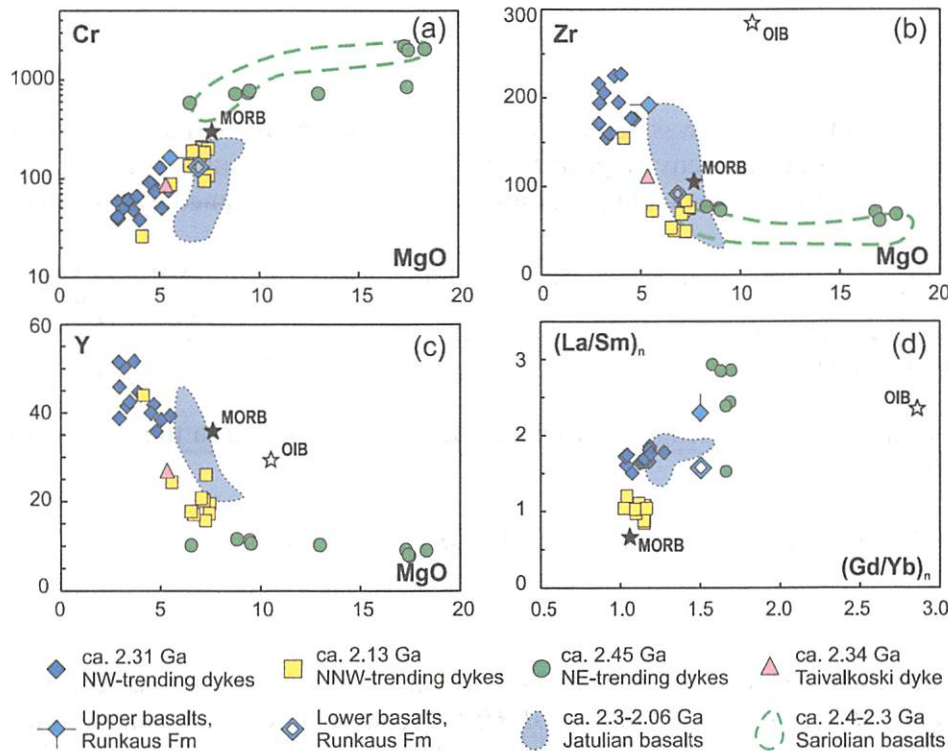 Cr
(a)
1000
100
10
MORB
MgO
0 5 10 15 20
Zr
(b)
300
200
100
0
OIB
MORB
MgO
0 5 10 15 20
Y
(c)
60
40
20
0
MORB
OIB
MgO
0 5 10 15 20
(La/Sm)n
(d)
3
2
1
0
OIB
MORB
(Gd/Yb)n
0.5 1.0 1.5 2.0 2.5 3.0
ca. 2.31 Ga
NW-trending dykes
ca. 2.13 Ga
NNW-trending dykes
ca. 2.45 Ga
NE-trending dykes
ca. 2.34 Ga
Taivalkoski dyke
Upper basalts,
Runkaus Fm
Lower basalts,
Runkaus Fm
ca. 2.3-2.06 Ga
Jatulian basalts
ca. 2.4-2.3 Ga
Sariolian basalts